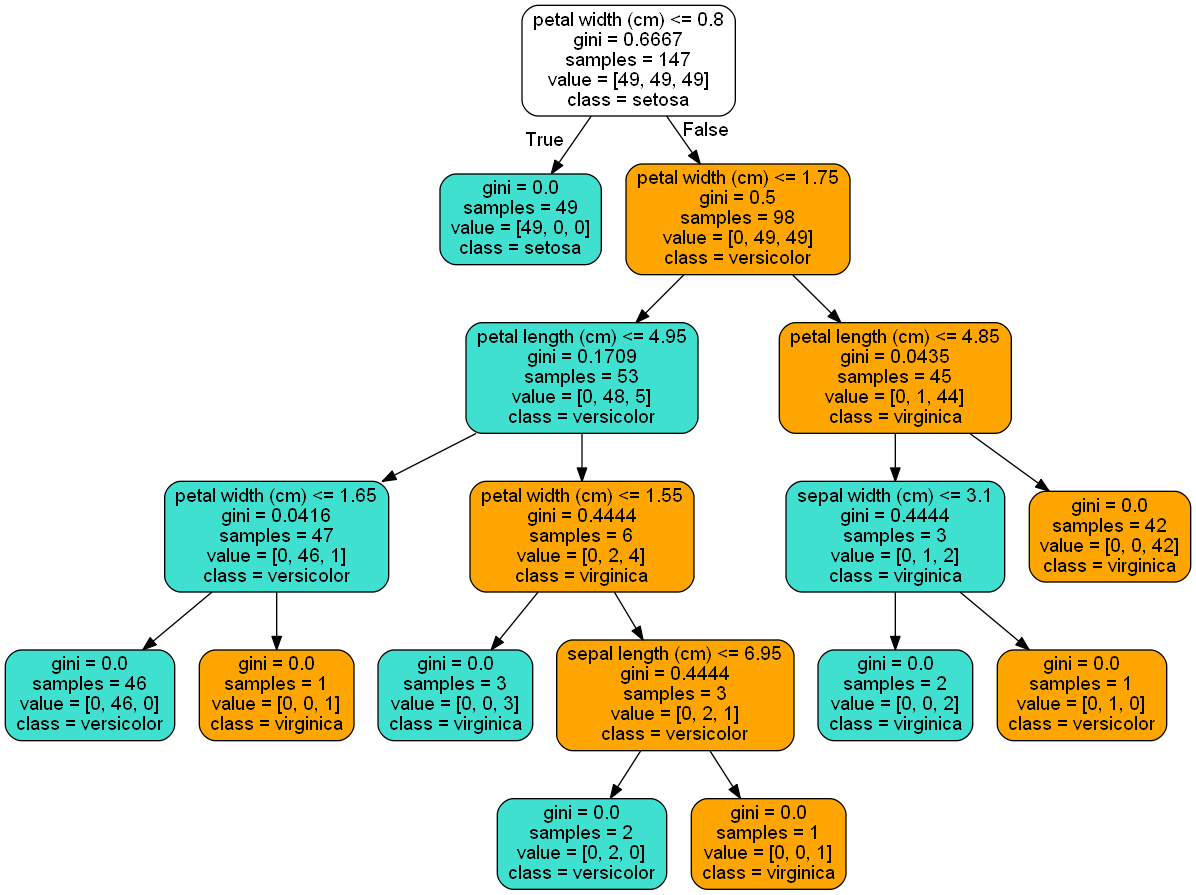 petal width (cm) <= 0.8
gini = 0.6667
samples = 147
value = [49, 49, 49]
class = setosa
True
False
gini = 0.0
samples = 49
value = [49, 0, 0]
class = setosa
petal width (cm) <= 1.75
gini = 0.5
samples = 98
value = [0, 49, 49]
class = versicolor
petal length (cm) <= 4.95
gini = 0.1709
samples = 53
value = [0, 48, 5]
class = versicolor
petal length (cm) <= 4.85
gini = 0.0435
samples = 45
value = [0, 1, 44]
class = virginica
petal width (cm) <= 1.65
gini = 0.0416
samples = 47
value = [0, 46, 1]
class = versicolor
petal width (cm) <= 1.55
gini = 0.4444
samples = 6
value = [0, 2, 4]
class = virginica
sepal width (cm) <= 3.1
gini = 0.4444
samples = 3
value = [0, 1, 2]
class = virginica
gini = 0.0
samples = 42
value = [0, 0, 42]
class = virginica
gini = 0.0
samples = 46
value = [0, 46, 0]
class = versicolor
gini = 0.0
samples = 1
value = [0, 0, 1]
class = virginica
gini = 0.0
samples = 3
value = [0, 0, 3]
class = virginica
sepal length (cm) <= 6.95
gini = 0.4444
samples = 3
value = [0, 2, 1]
class = versicolor
gini = 0.0
samples = 2
value = [0, 0, 2]
class = virginica
gini = 0.0
samples = 1
value = [0, 1, 0]
class = versicolor
gini = 0.0
samples = 2
value = [0, 2, 0]
class = versicolor
gini = 0.0
samples = 1
value = [0, 0, 1]
class = virginica